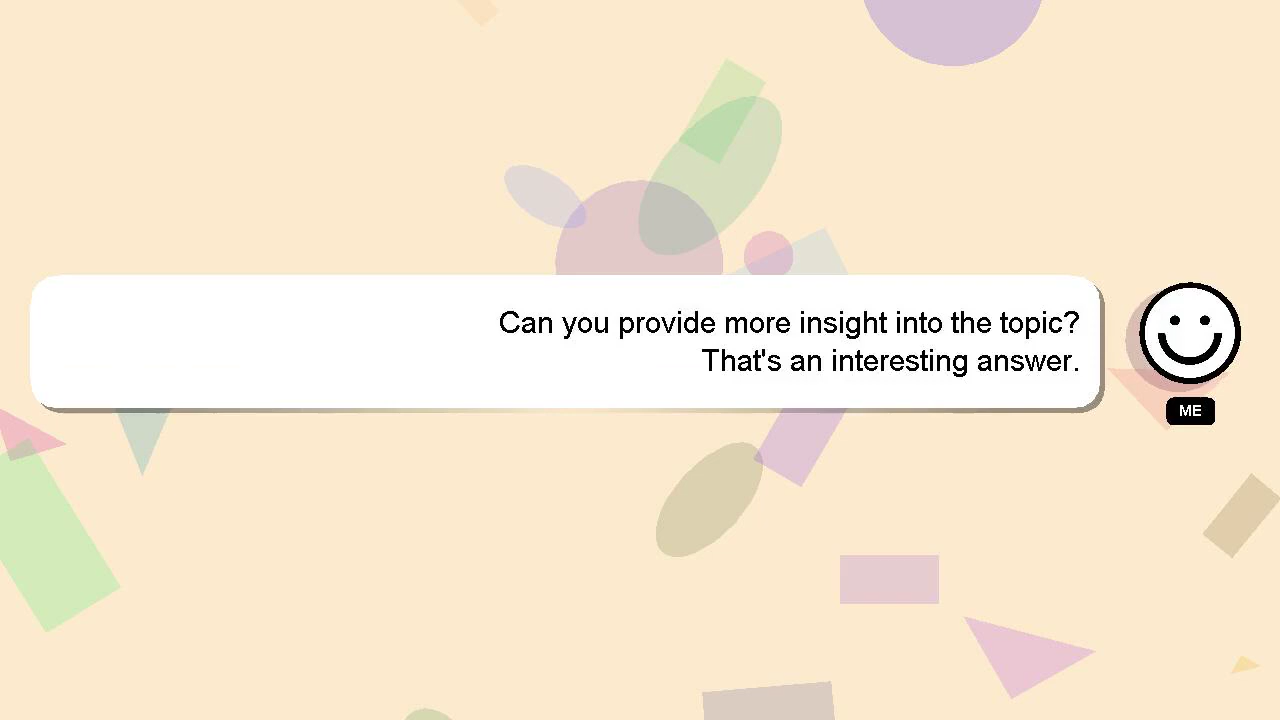 Can you provide more insight into the topic?
That's an interesting answer.
ME